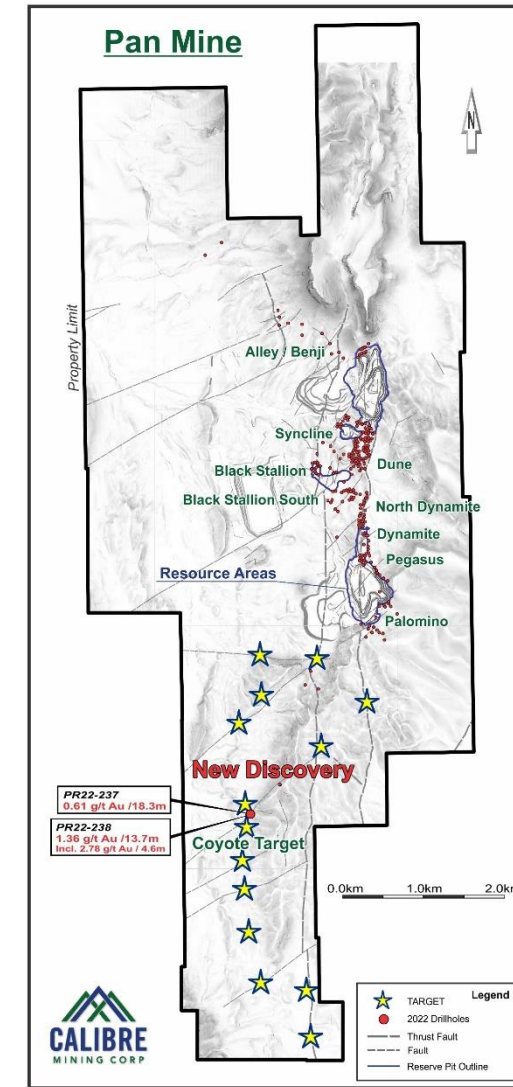 Pan Mine
N
Property Limit
Alley / Benji
Syncline
Dune
Black Stallion
Black Stallion South
North Dynamite
Dynamite
Pegasus
Resource Areas
Palomino
New Discovery
PR22-237
0.61 g/t Au /18.3m
PR22-238
1.36 g/t Au /13.7m
Incl. 2.78 g/t Au / 4.6m
Coyote Target
0.0km 1.0km 2.0k
Legend
TARGET
2022 Drillholes
Thrust Fault
Fault
Reserve Pit Outline
CALIBRE
MINING CORP